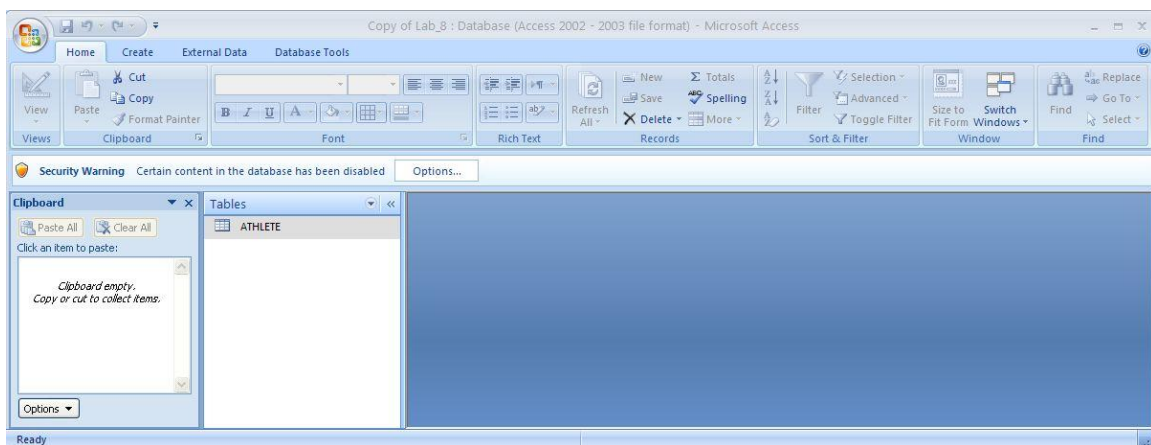 Copy of Lab_8 : Database (Access 2002 - 2003 file format) - Microsoft Access
Home Create External Data Database Tools
View
Views
Paste
Cut
Copy
Format Painter
Clipboard
B I U A
Font
Rich Text
Refresh All
New
Save
Delete
Σ Totals
Spelling
More
Records
Filter
Selection
Advanced
Toggle Filter
Sort & Filter
Size to Fit Form
Switch Windows
Window
Find
Replace
Go To
Select
Find
Security Warning Certain content in the database has been disabled Options...
Clipboard
Paste All Clear All
Click an item to paste:
Clipboard empty.
Copy or cut to collect items.
Options
Tables
ATHLETE
Ready